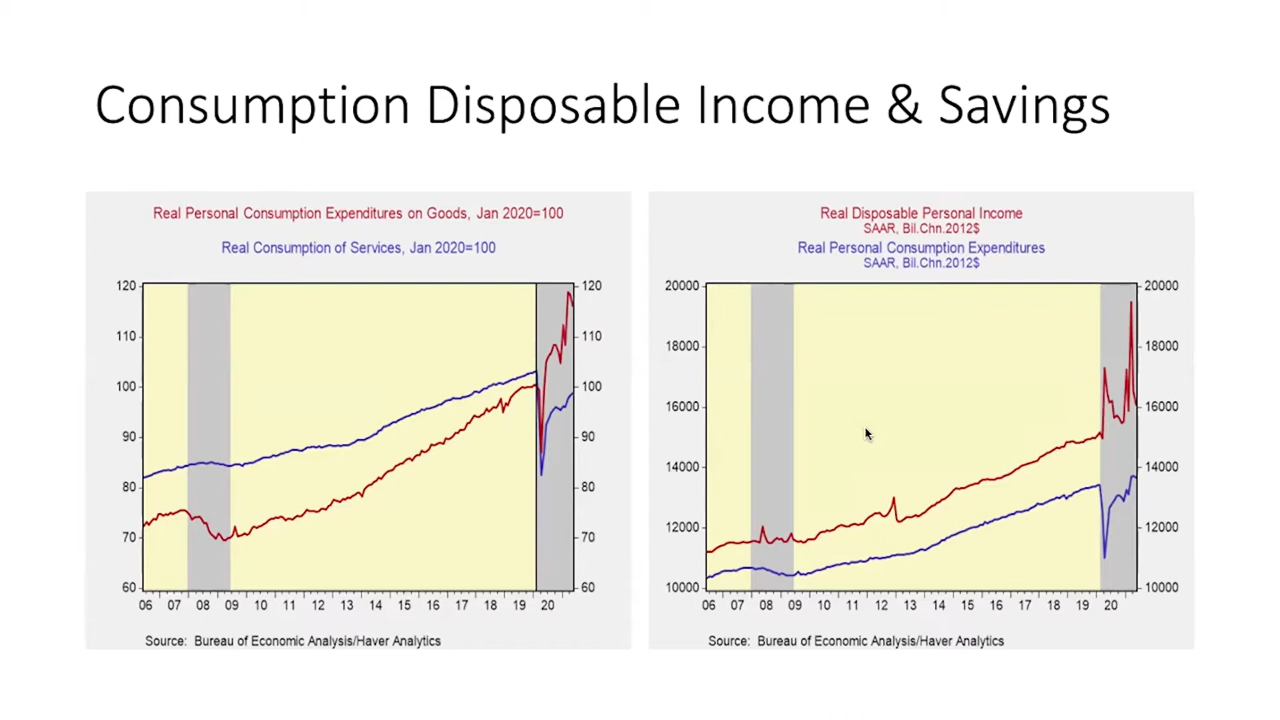 Consumption Disposable Income & Savings
Real Personal Consumption Expenditures on Goods, Jan 2020=100
Real Consumption of Services, Jan 2020=100
120 120
110 110
100 100
90 90
80 80
70 70
60 60
06 07 08 09 10 11 12 13 14 15 16 17 18 19 20
Source: Bureau of Economic Analysis/Haver Analytics
Real Disposable Personal Income
SAAR, Bil.Chn.2012$
Real Personal Consumption Expenditures
SAAR, Bil.Chn.2012$
20000 20000
18000 18000
16000 16000
14000 14000
12000 12000
10000 10000
06 07 08 09 10 11 12 13 14 15 16 17 18 19 20
Source: Bureau of Economic Analysis/Haver Analytics